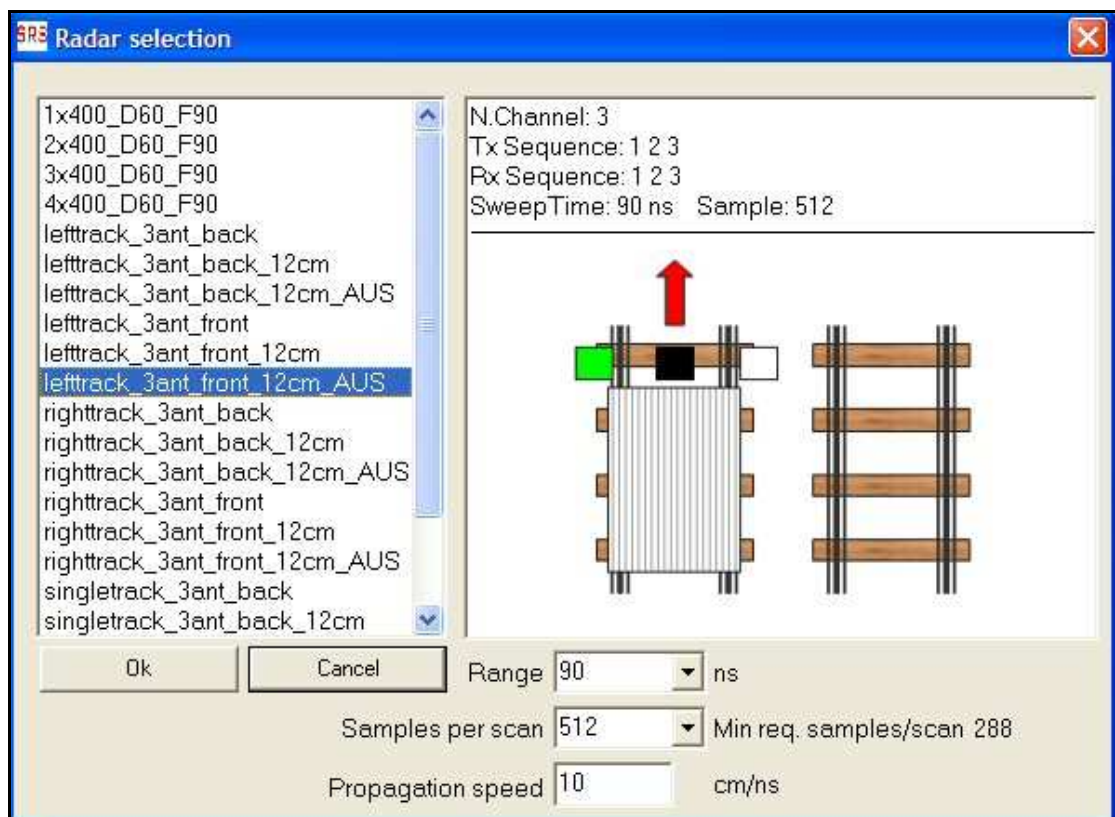 SRS Radar selection
1x400_D60_F90
2x400_D60_F90
3x400_D60_F90
4x400_D60_F90
lefttrack_3ant_back
lefttrack_3ant_back_12cm
lefttrack_3ant_back_12cm_AUS
lefttrack_3ant_front
lefttrack_3ant_front_12cm
lefttrack_3ant_front_12cm_AUS
righttrack_3ant_back
righttrack_3ant_back_12cm
righttrack_3ant_back_12cm_AUS
righttrack_3ant_front
righttrack_3ant_front_12cm
righttrack_3ant_front_12cm_AUS
singletrack_3ant_back
singletrack_3ant_back_12cm
N.Channel: 3
Tx Sequence: 1 2 3
Rx Sequence: 1 2 3
SweepTime: 90 ns Sample: 512
Ok Cancel
Range 90 ns
Samples per scan 512 Min req. samples/scan 288
Propagation speed 10 cm/ns